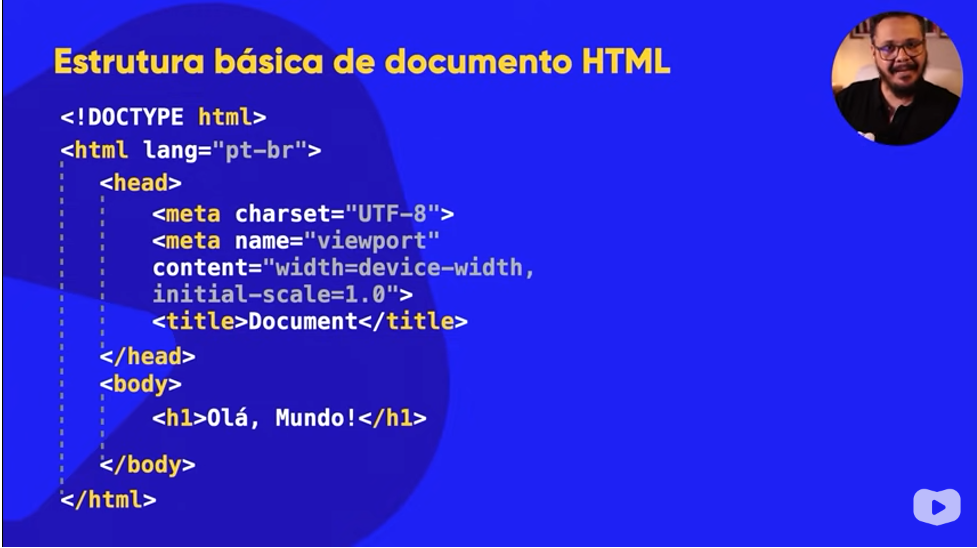 Estrutura básica de documento HTML
<!DOCTYPE html>
<html lang="pt-br">
<head>
<meta charset="UTF-8">
<meta name="viewport"
content="width=device-width,
initial-scale=1.0">
<title>Document</title>
</head>
<body>
<h1>Olá, Mundo!</h1>
</body>
</html>